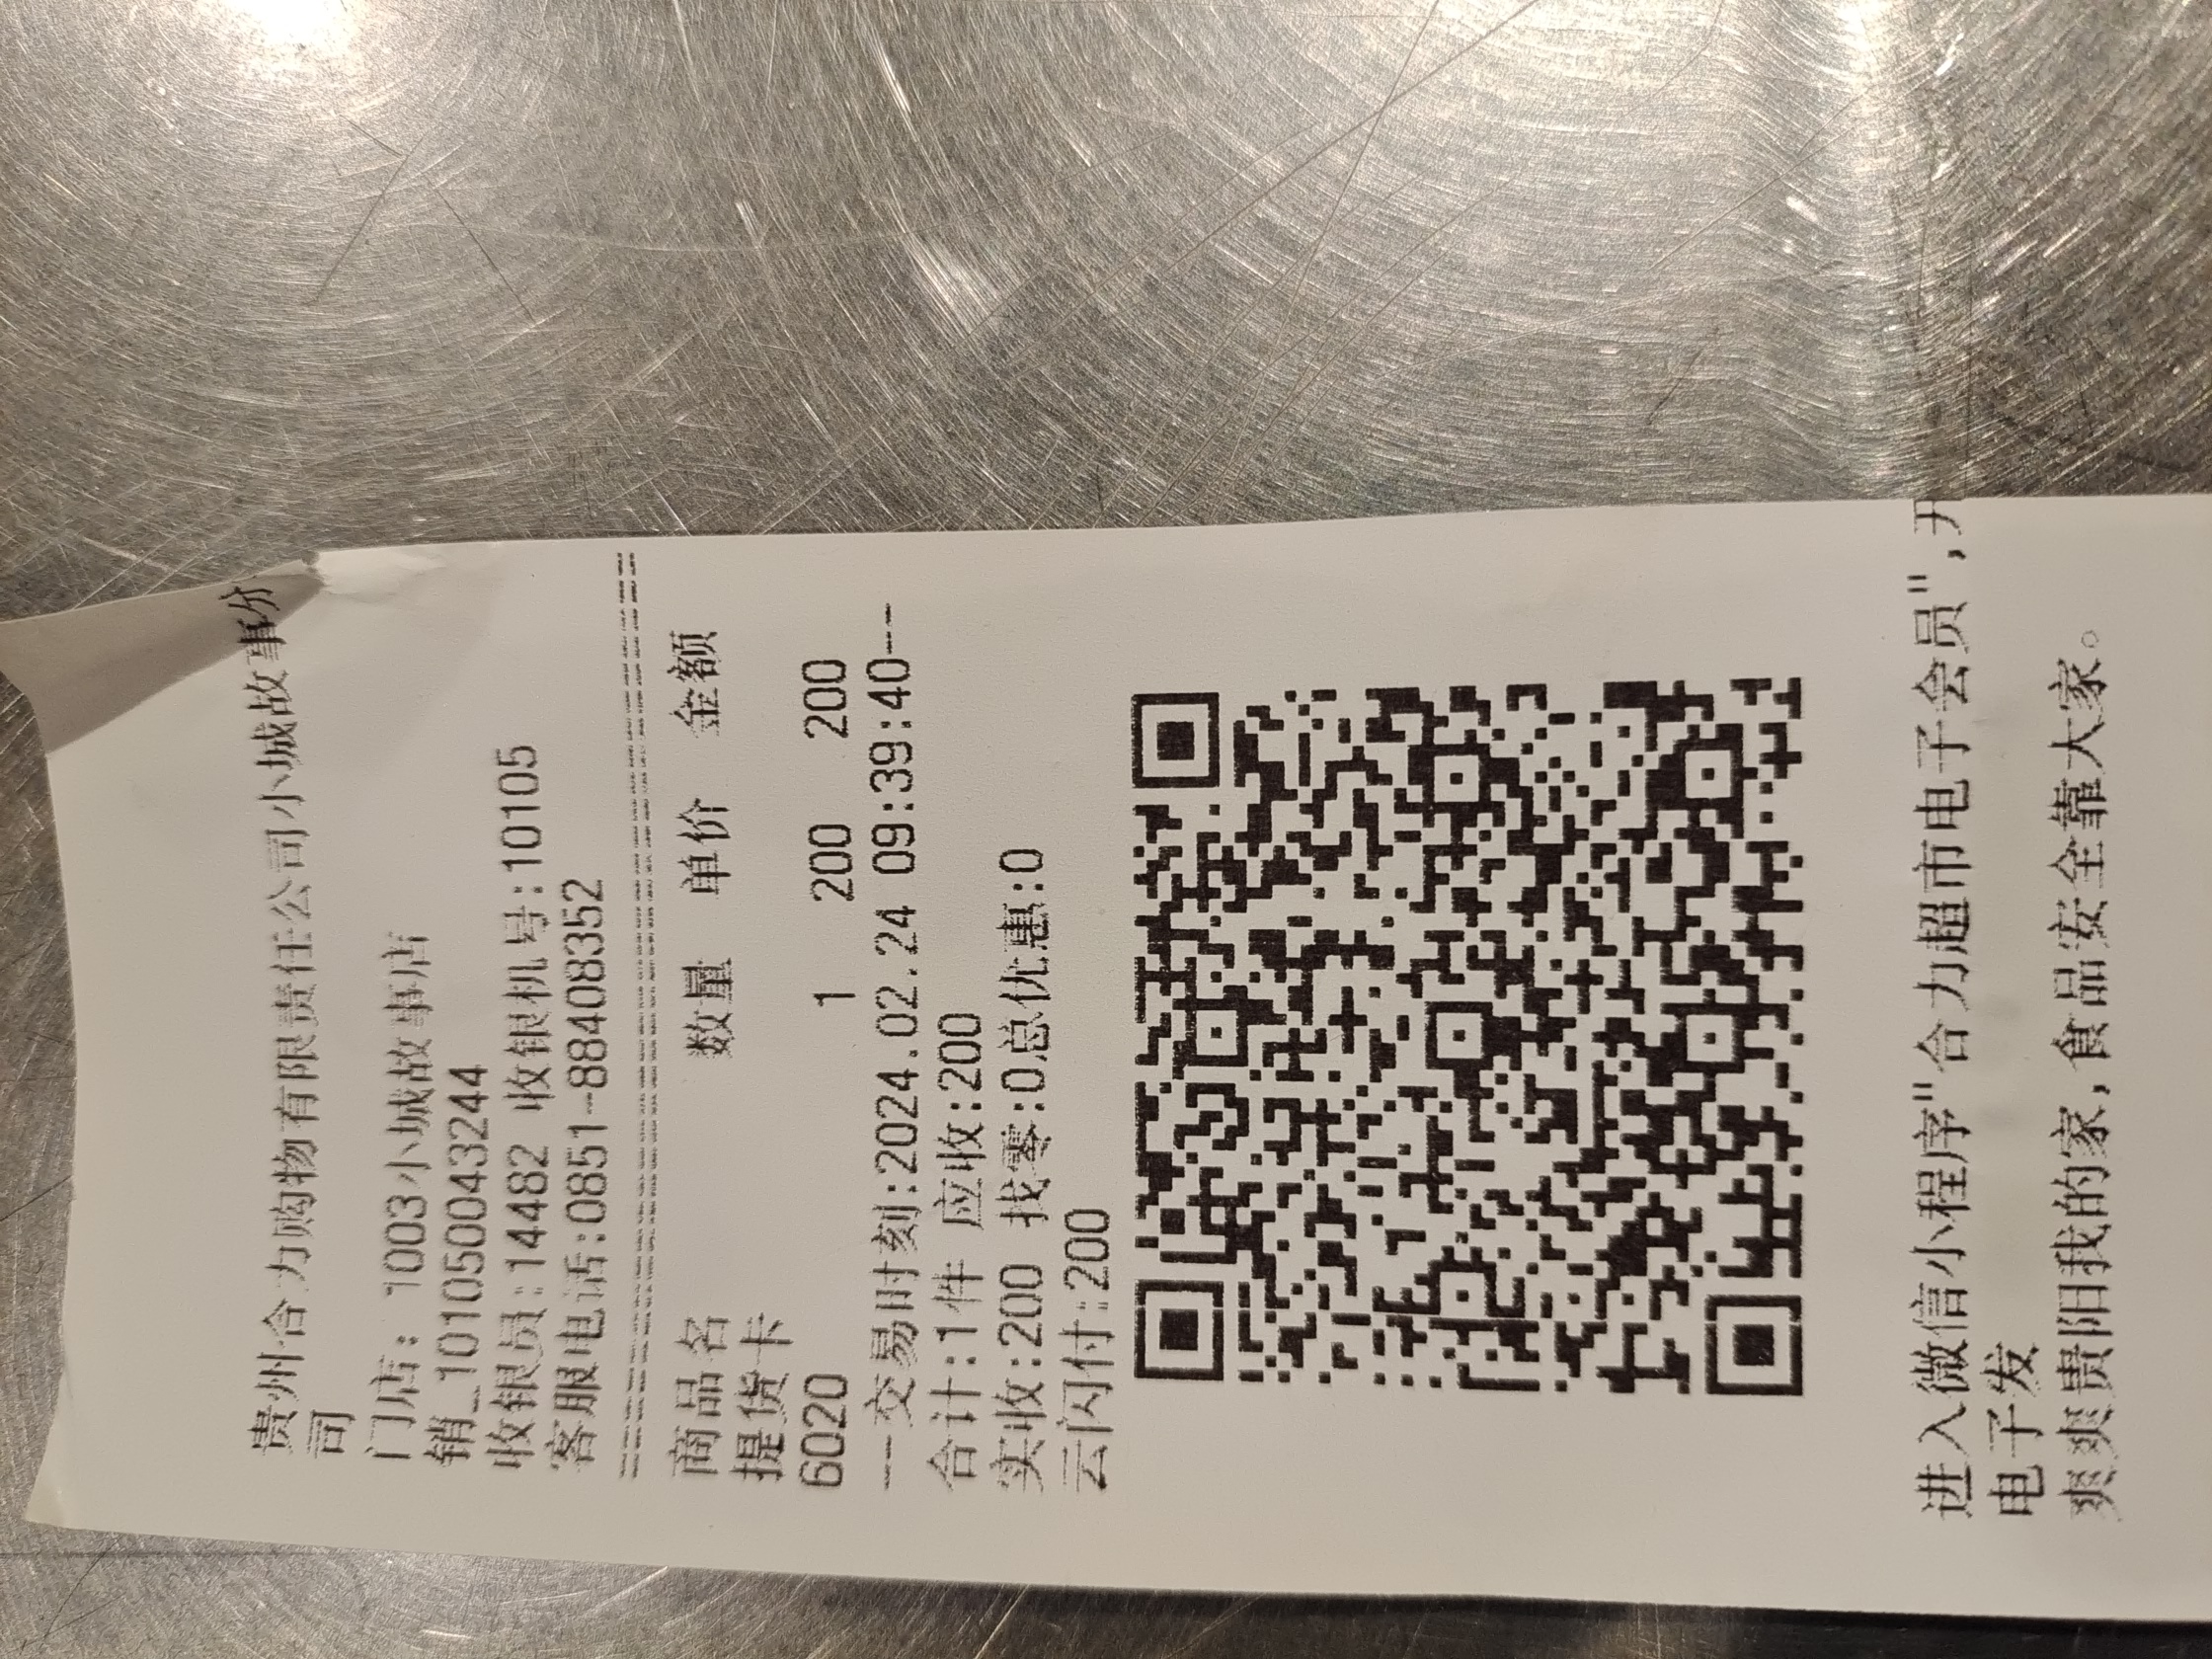 贵州合力购物有限责任公司小城故事分
司
门店: 1003小城故事店
销_101050043244
收银员:14482 收银机号:10105
客服电话:0851-88408352
商品名 数量 单价 金额
提货卡
6020 1 200 200
--交易时刻:2024.02.24 09:39:40---
合计:1件 应收:200
实收:200 找零:0总优惠:0
云闪付:200
进入微信小程序"合力超市电子会员",开
电子发
爽爽贵阳我的家,食品安全靠大家。